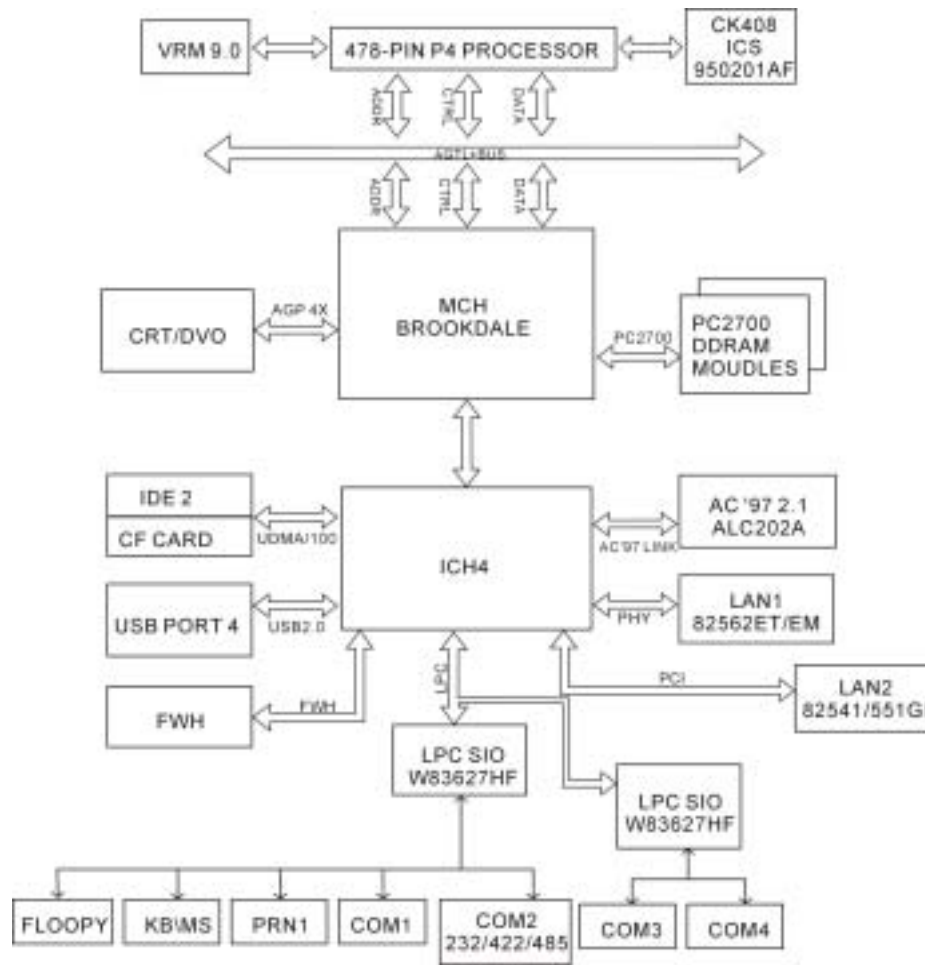 VRM 9.0
478-PIN P4 PROCESSOR
CK408
ICS
950201AF
ADDR
CTRL
DATA
AGTL+BUS
ADDR
CTRL
DATA
MCH
BROOKDALE
CRT/DVO
AGP 4X
PC2700
PC2700
DDRAM
MOUDLES
IDE 2
CF CARD
UDMA/100
ICH4
AC '97 2.1
ALC202A
AC'97 LINK
USB PORT 4
USB2.0
LAN1
82562ET/EM
PHY
FWH
FWH
LPC
PCI
LAN2
82541/551G
LPC SIO
W83627HF
LPC SIO
W83627HF
FLOOPY
KB\MS
PRN1
COM1
COM2
232/422/485
COM3
COM4